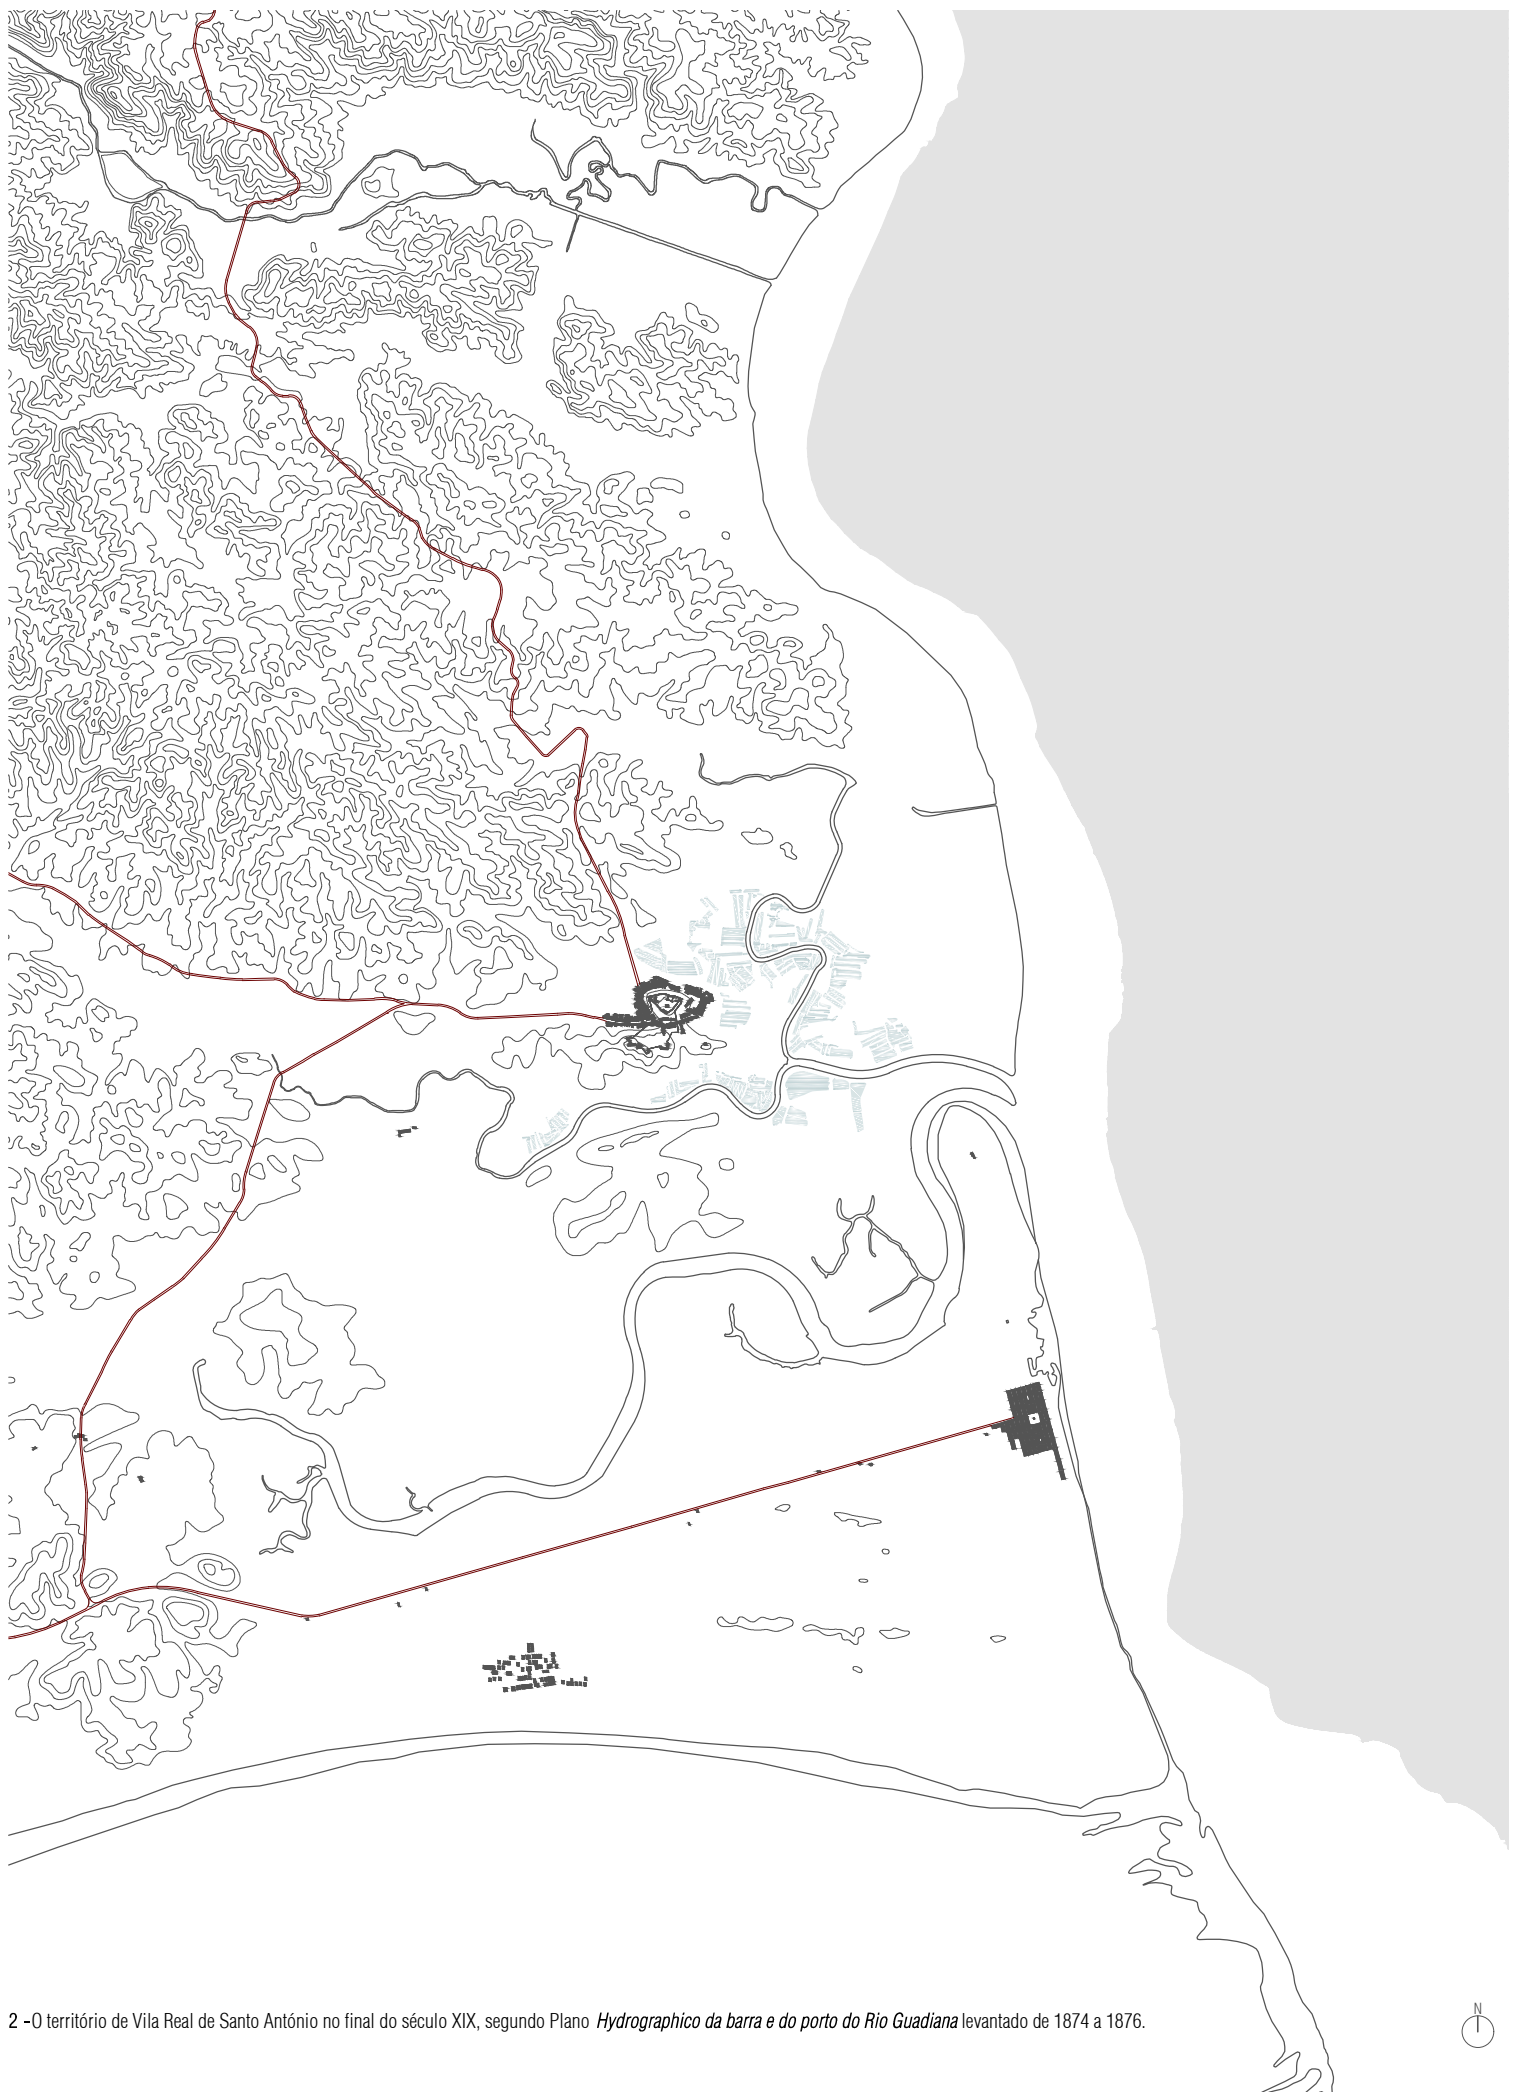 N
2 -O território de Vila Real de Santo António no final do século XIX, segundo Plano Hydrographico da barra e do porto do Rio Guadiana levantado de 1874 a 1876.